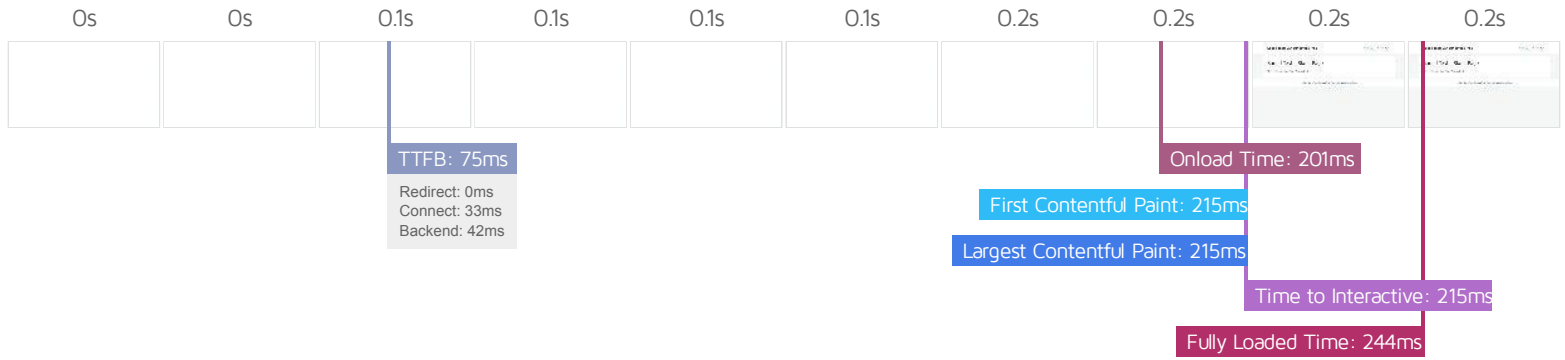 0s 0s 0.1s 0.1s 0.1s 0.1s 0.2s 0.2s 0.2s 0.2s
TTFB: 75ms
Redirect: 0ms
Connect: 33ms
Backend: 42ms
Onload Time: 201ms
First Contentful Paint: 215ms
Largest Contentful Paint: 215ms
Time to Interactive: 215ms
Fully Loaded Time: 244ms